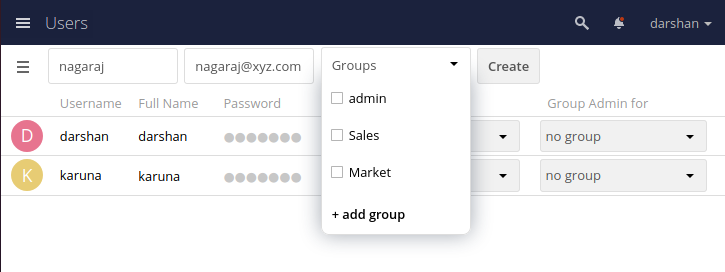 Users darshan
nagaraj nagaraj@xyz.com Groups Create
Username Full Name Password Group Admin for
admin
D darshan darshan no group
Sales
K karuna karuna no group
Market
+ add group